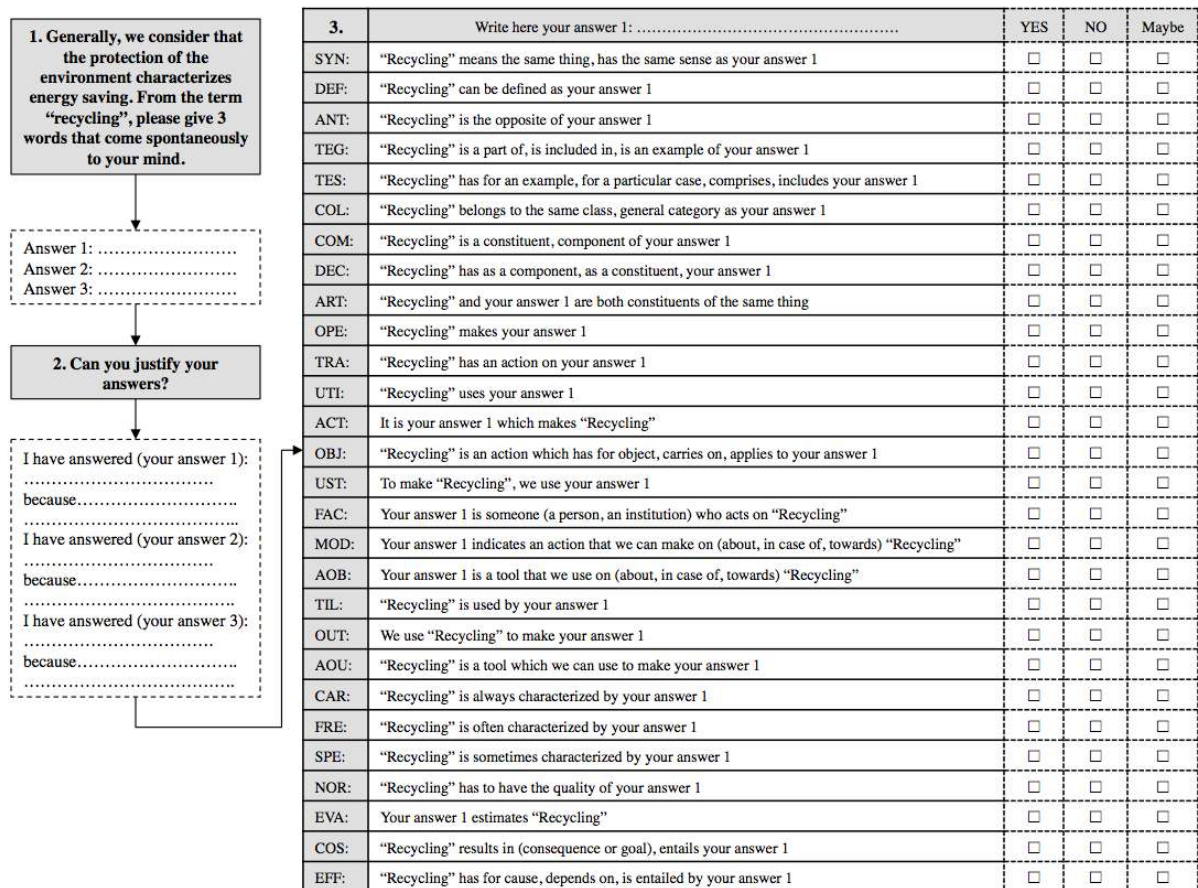 1. Generally, we consider that
the protection of the
environment characterizes
energy saving. From the term
“recycling”, please give 3
words that come spontaneously
to your mind.
Answer 1: ……………………….
Answer 2: ……………………….
Answer 3: ……………………….
2. Can you justify your
answers?
I have answered (your answer 1):
……………………………….
because…………………………..
…………………………………..
I have answered (your answer 2):
……………………………….
because…………………………..
………………………………….
I have answered (your answer 3):
……………………………….
because…………………………..
………………………………….
3. Write here your answer 1: ……………………………………………. YES NO Maybe
SYN: “Recycling” means the same thing, has the same sense as your answer 1 □ □ □
DEF: “Recycling” can be defined as your answer 1 □ □ □
ANT: “Recycling” is the opposite of your answer 1 □ □ □
TEG: “Recycling” is a part of, is included in, is an example of your answer 1 □ □ □
TES: “Recycling” has for an example, for a particular case, comprises, includes your answer 1 □ □ □
COL: “Recycling” belongs to the same class, general category as your answer 1 □ □ □
COM: “Recycling” is a constituent, component of your answer 1 □ □ □
DEC: “Recycling” has as a component, as a constituent, your answer 1 □ □ □
ART: “Recycling” and your answer 1 are both constituents of the same thing □ □ □
OPE: “Recycling” makes your answer 1 □ □ □
TRA: “Recycling” has an action on your answer 1 □ □ □
UTI: “Recycling” uses your answer 1 □ □ □
ACT: It is your answer 1 which makes “Recycling” □ □ □
OBJ: “Recycling” is an action which has for object, carries on, applies to your answer 1 □ □ □
UST: To make “Recycling”, we use your answer 1 □ □ □
FAC: Your answer 1 is someone (a person, an institution) who acts on “Recycling” □ □ □
MOD: Your answer 1 indicates an action that we can make on (about, in case of, towards) “Recycling” □ □ □
AOB: Your answer 1 is a tool that we use on (about, in case of, towards) “Recycling” □ □ □
TIL: “Recycling” is used by your answer 1 □ □ □
OUT: We use “Recycling” to make your answer 1 □ □ □
AOU: “Recycling” is a tool which we can use to make your answer 1 □ □ □
CAR: “Recycling” is always characterized by your answer 1 □ □ □
FRE: “Recycling” is often characterized by your answer 1 □ □ □
SPE: “Recycling” is sometimes characterized by your answer 1 □ □ □
NOR: “Recycling” has to have the quality of your answer 1 □ □ □
EVA: Your answer 1 estimates “Recycling” □ □ □
COS: “Recycling” results in (consequence or goal), entails your answer 1 □ □ □
EFF: “Recycling” has for cause, depends on, is entailed by your answer 1 □ □ □